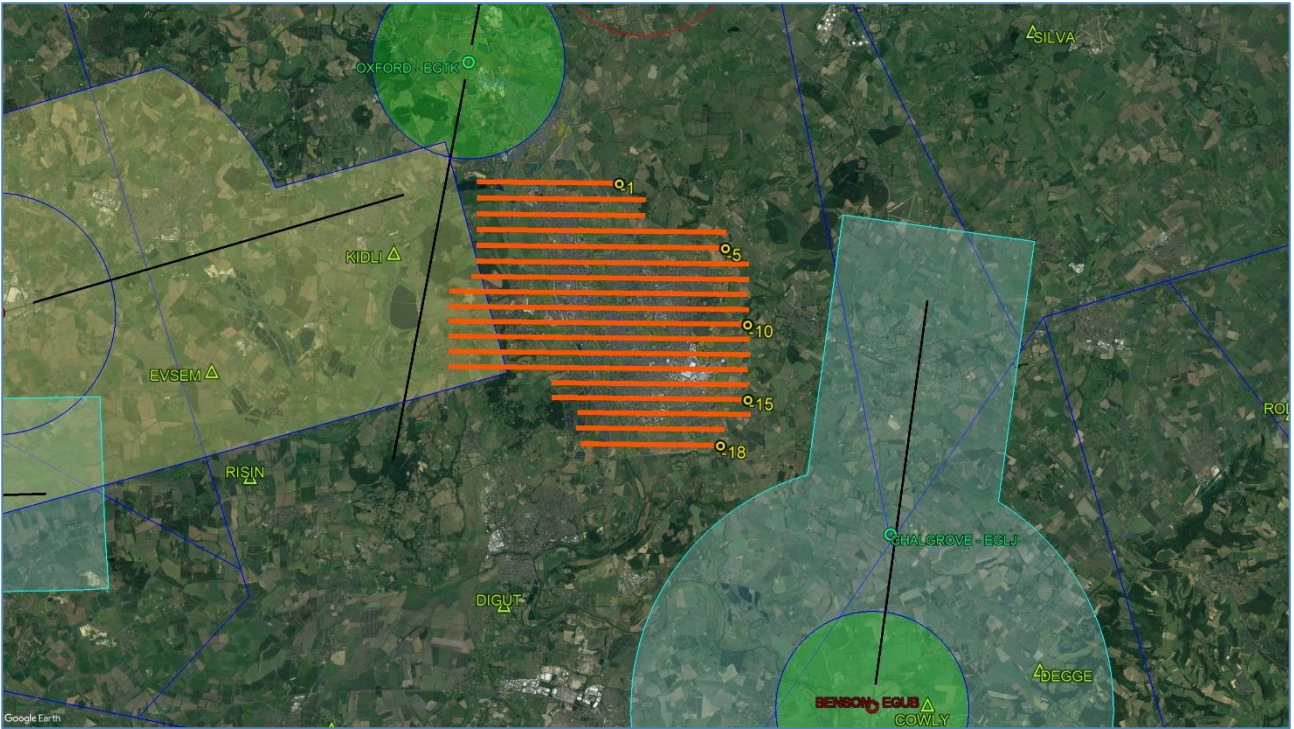 SILVA
OXFORD - EGTK
-1
KIDLI
-5
-10
EVSEM
-15
ROD
-18
RISIN
CHALGROVE - EGLJ
DIGUT
DEGGE
BENSON - EGUB
COWLY
Google Earth